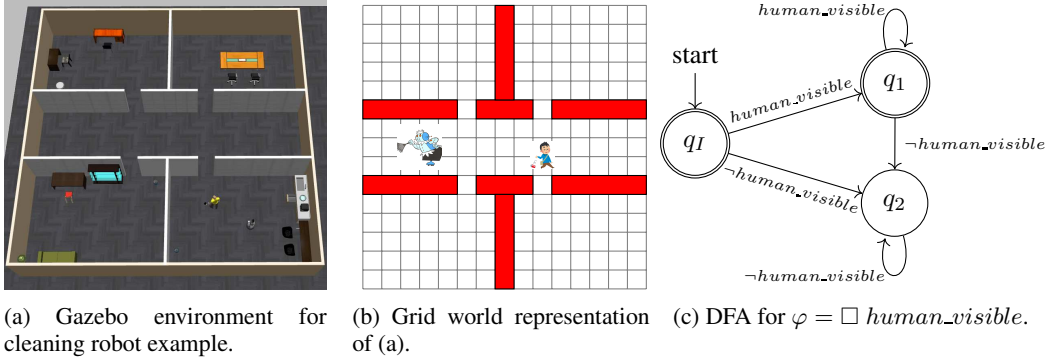 human_visible
start
q1
human_visible
qI
¬human_visible
¬human_visible
q2
¬human_visible
(a) Gazebo environment for
cleaning robot example.
(b) Grid world representation
of (a).
(c) DFA for φ = □ human_visible.